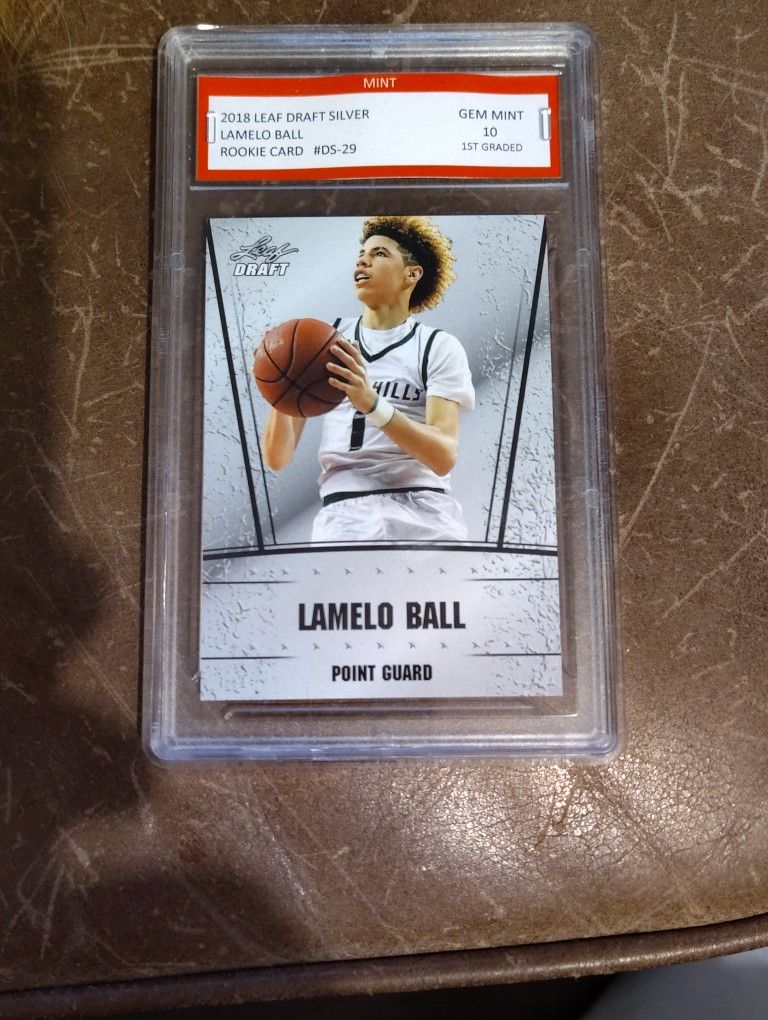 MINT
2018 LEAF DRAFT SILVER
LAMELO BALL
ROOKIE CARD #DS-29
GEM MINT
10
1ST GRADED
Leaf
DRAFT
HILLS
1
LAMELO BALL
POINT GUARD